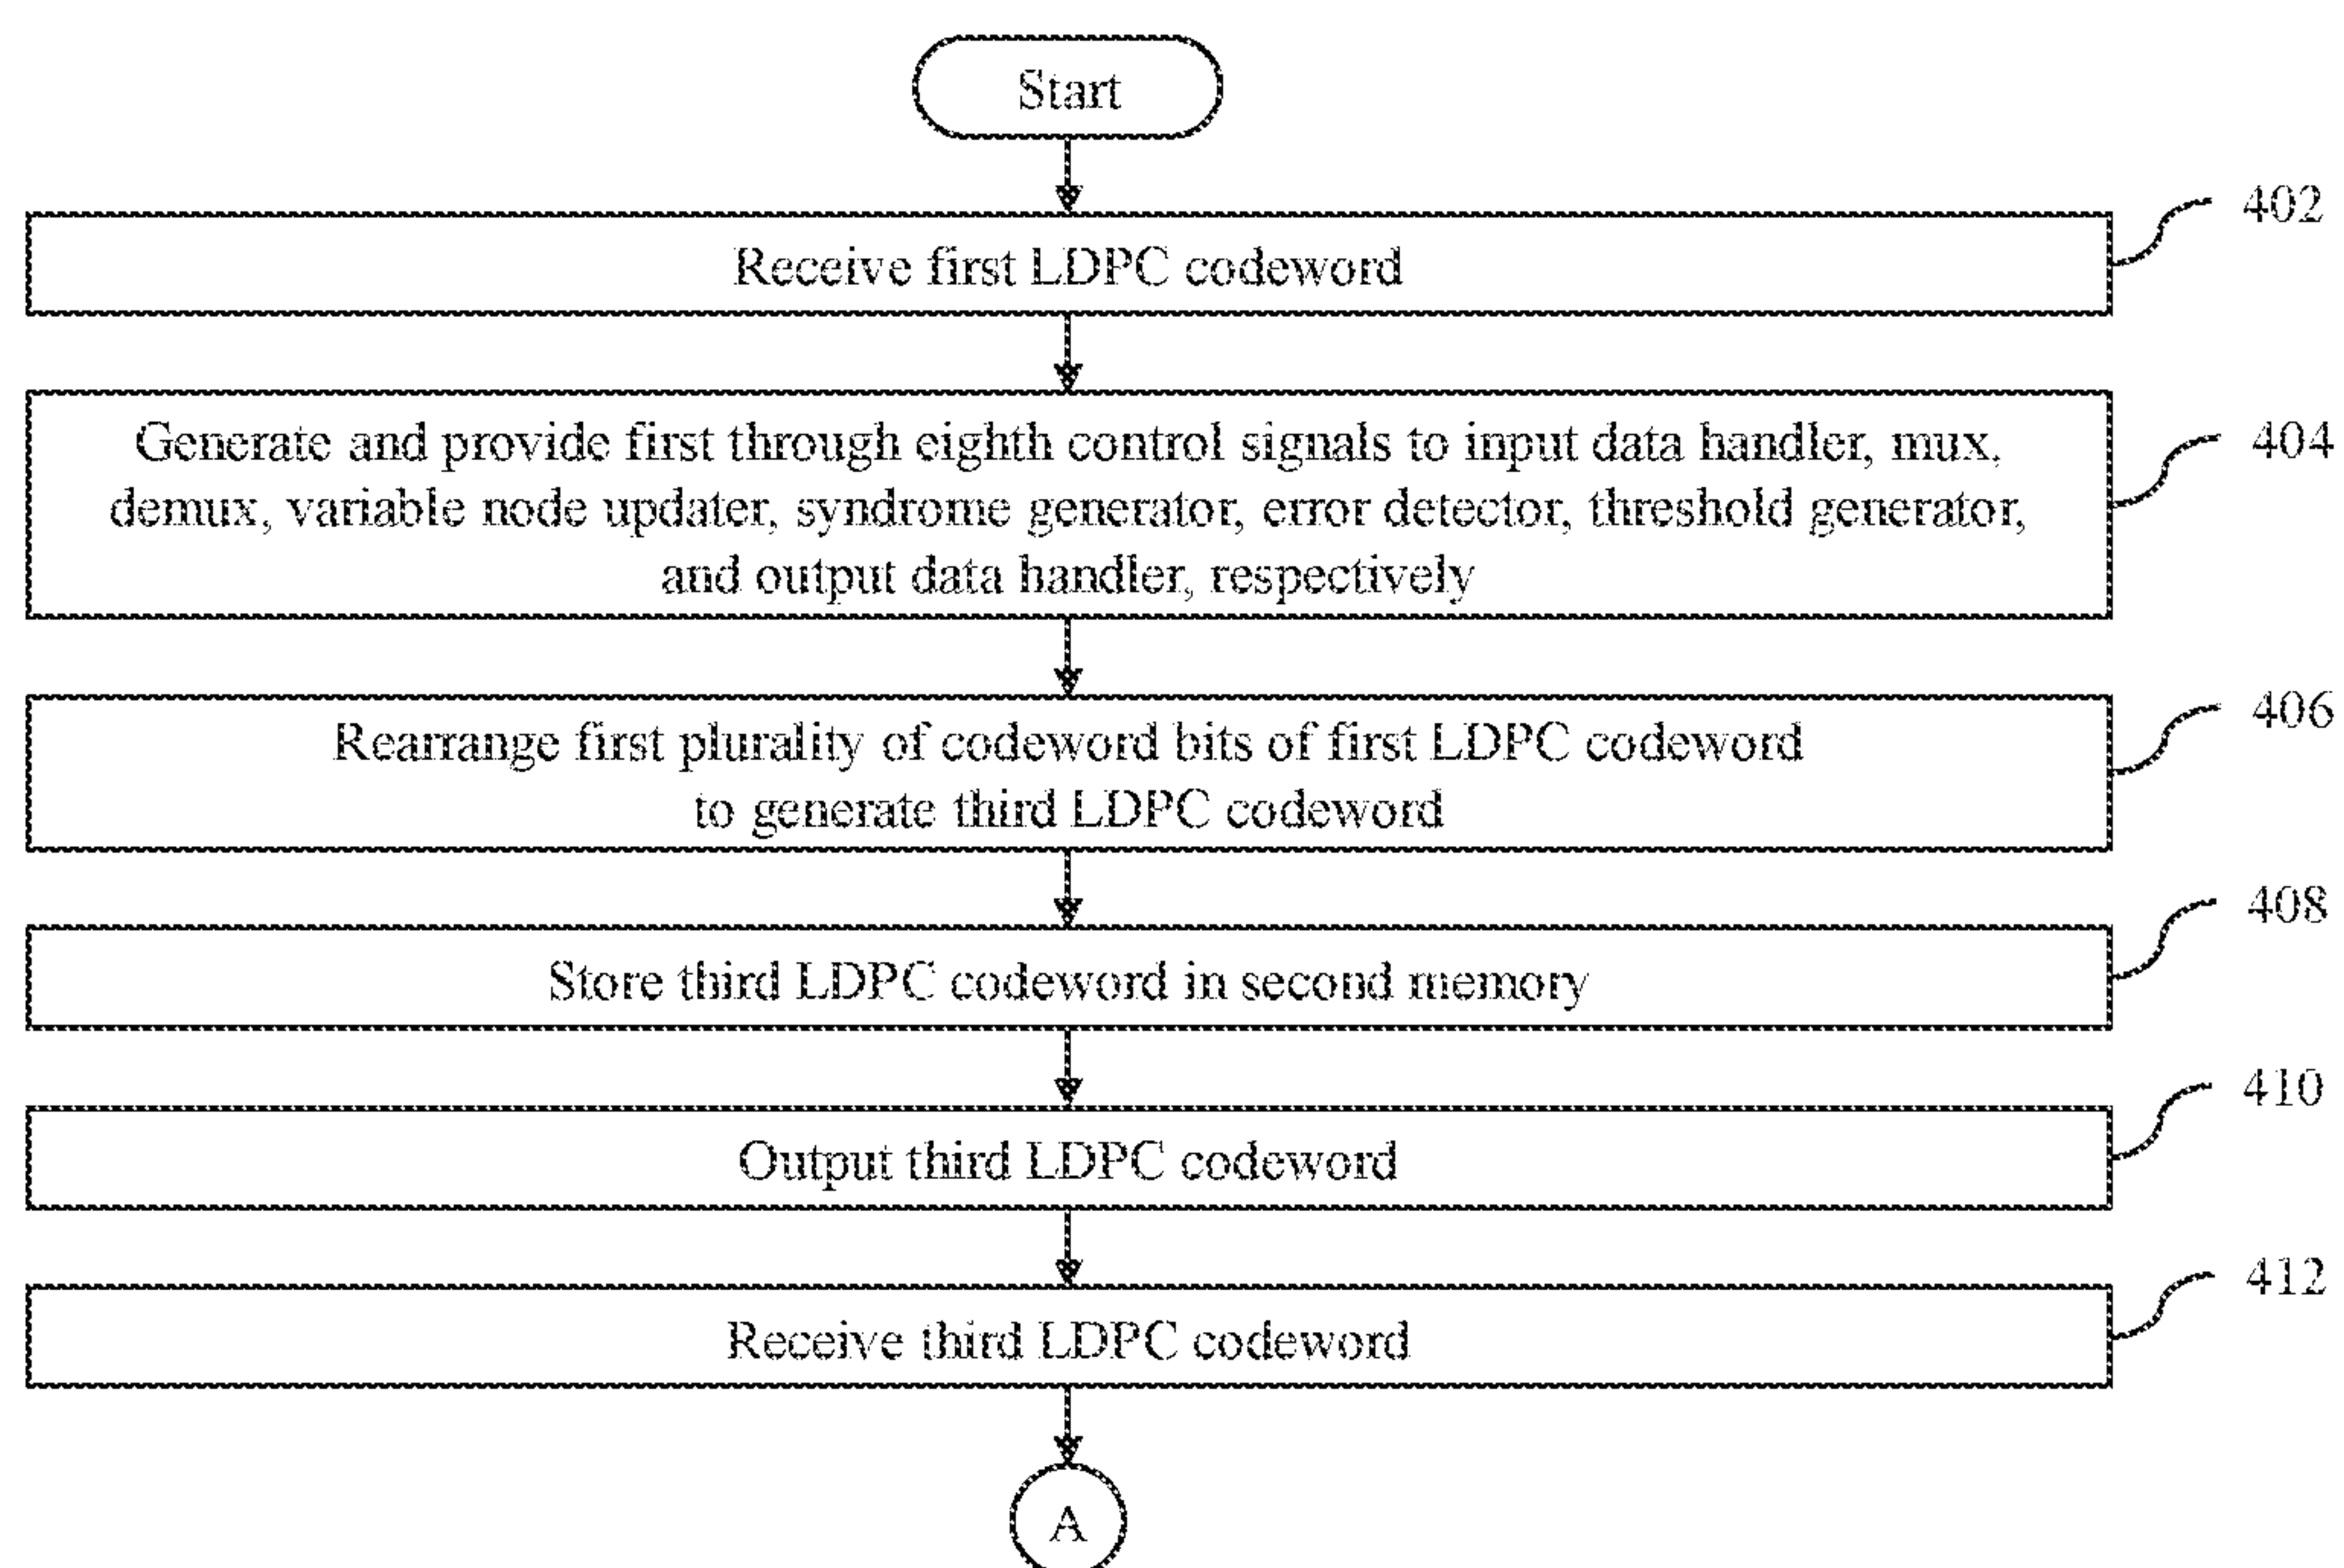 Start
402
Receive first LDPC codeword
404
Generate and provide first through eighth control signals to input data handler, mux,
demux, variable node updater, syndrome generator, error detector, threshold generator,
and output data handler, respectively
406
Rearrange first plurality of codeword bits of first LDPC codeword
to generate third LDPC codeword
408
Store third LDPC codeword in second memory
410
Output third LDPC codeword
412
Receive third LDPC codeword
A